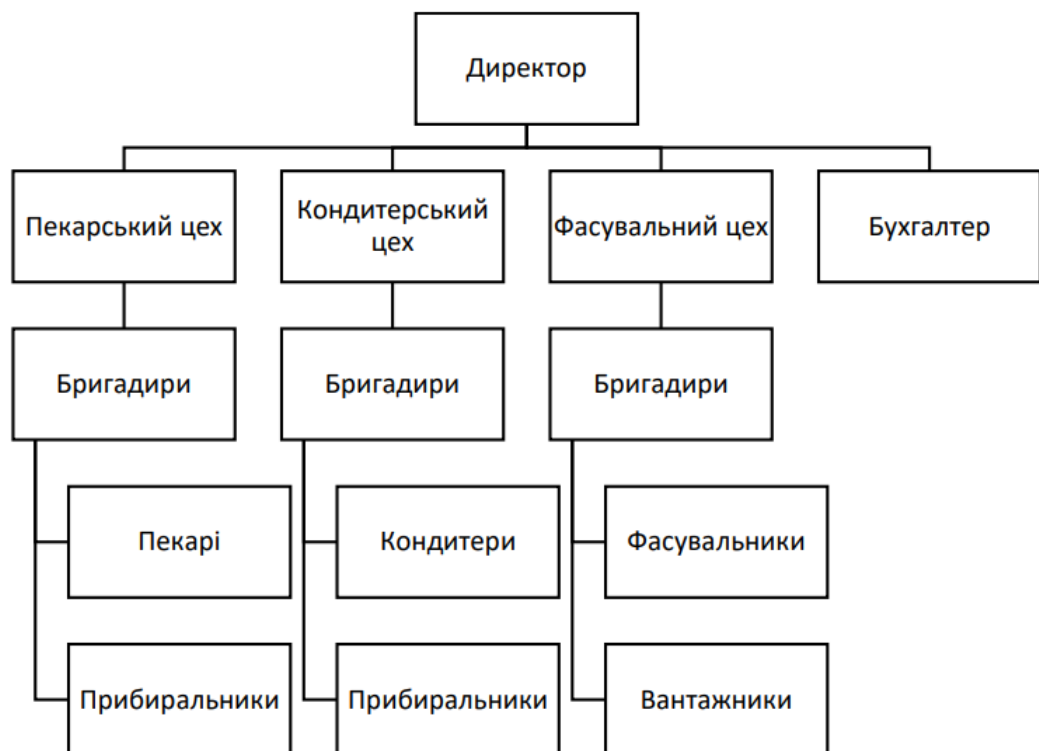 Директор
Пекарський цех
Кондитерський
цех
Фасувальний цех
Бухгалтер
Бригадири
Бригадири
Бригадири
Пекарі
Кондитери
Фасувальники
Прибиральники
Прибиральники
Вантажники